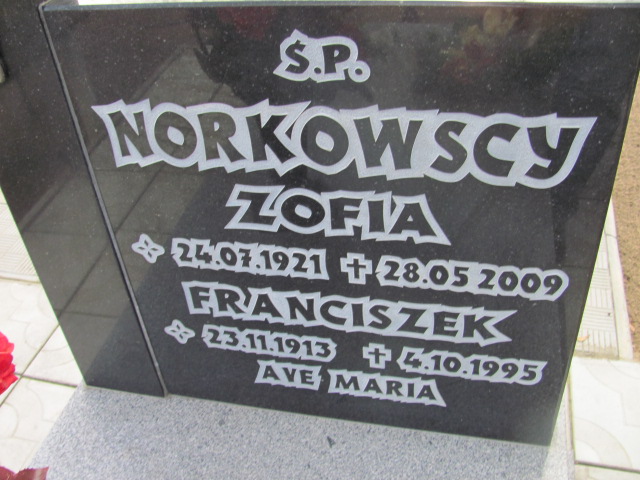 Ś.P.
NORKOWSCY
ZOFIA
24.07.1921 ✝ 28.05 2009
FRANCISZEK
23.11.1913 ✝ 4.10.1995
AVE MARIA